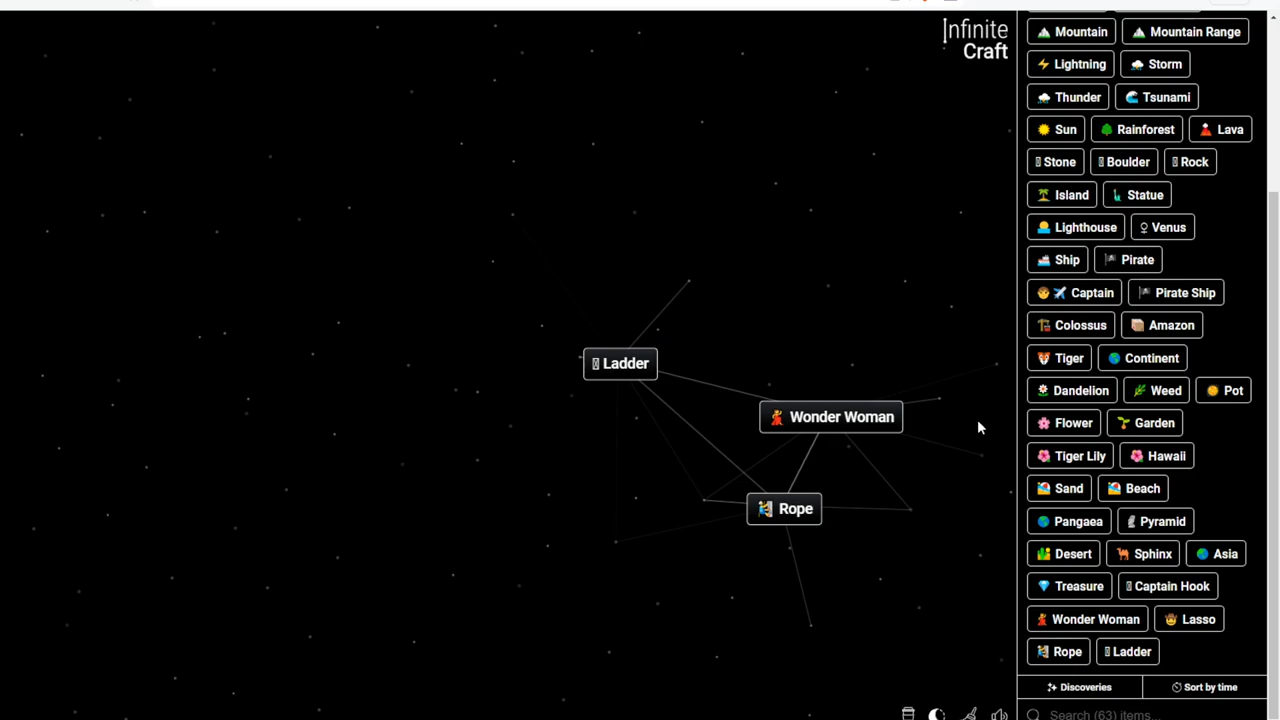 Infinite
Craft
Mountain Mountain Range
Lightning Storm
Thunder Tsunami
Sun Rainforest Lava
Stone Boulder Rock
Island Statue
Lighthouse Venus
Ship Pirate
Captain Pirate Ship
Colossus Amazon
Tiger Continent
Dandelion Weed Pot
Flower Garden
Tiger Lily Hawaii
Sand Beach
Pangaea Pyramid
Desert Sphinx Asia
Treasure Captain Hook
Wonder Woman Lasso
Rope Ladder
Discoveries Sort by time
Search (63) items...
Ladder
Wonder Woman
Rope